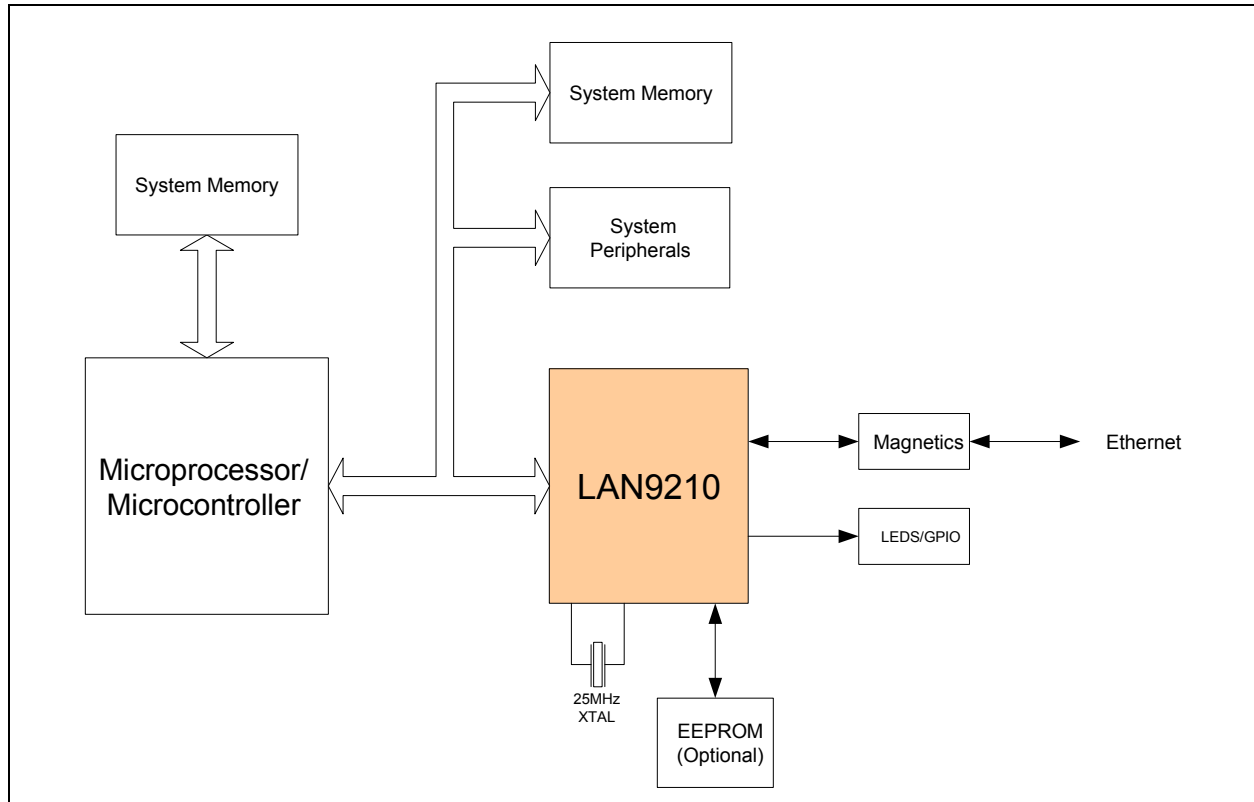 System Memory
System Memory
System
Peripherals
Microprocessor/
Microcontroller
LAN9210
Magnetics
Ethernet
LEDS/GPIO
25MHz
XTAL
EEPROM
(Optional)